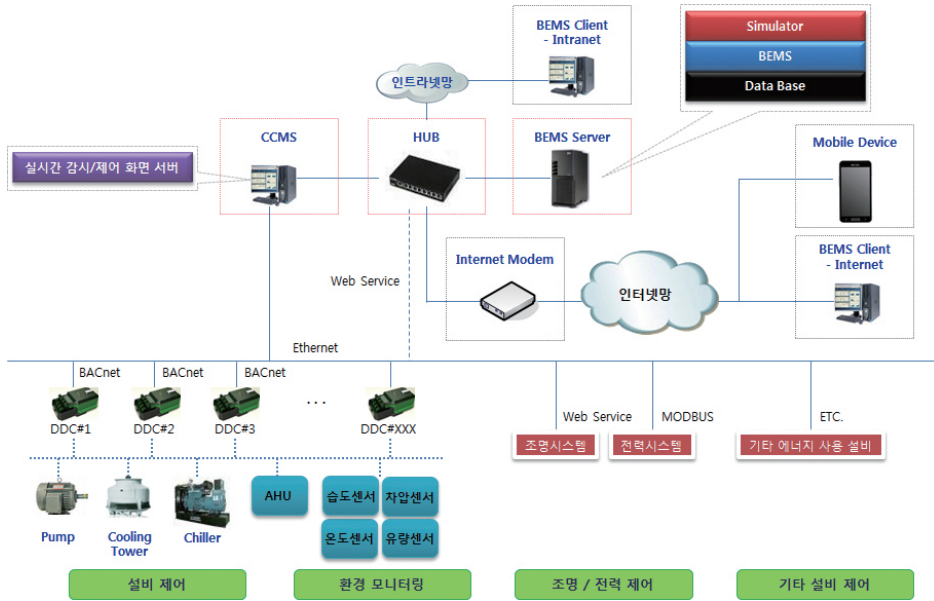 BEMS Client
- Intranet
Simulator
BEMS
Data Base
인트라넷망
CCMS
HUB
BEMS Server
Mobile Device
실시간 감시/제어 화면 서버
Internet Modem
BEMS Client
- Internet
Web Service
인터넷망
Ethernet
BACnet
BACnet
BACnet
DDC#1
DDC#2
DDC#3
...
DDC#XXX
Web Service
MODBUS
ETC.
조명시스템
전력시스템
기타 에너지 사용 설비
Pump
Cooling
Tower
Chiller
AHU
습도센서
차압센서
온도센서
유량센서
설비 제어
환경 모니터링
조명 / 전력 제어
기타 설비 제어